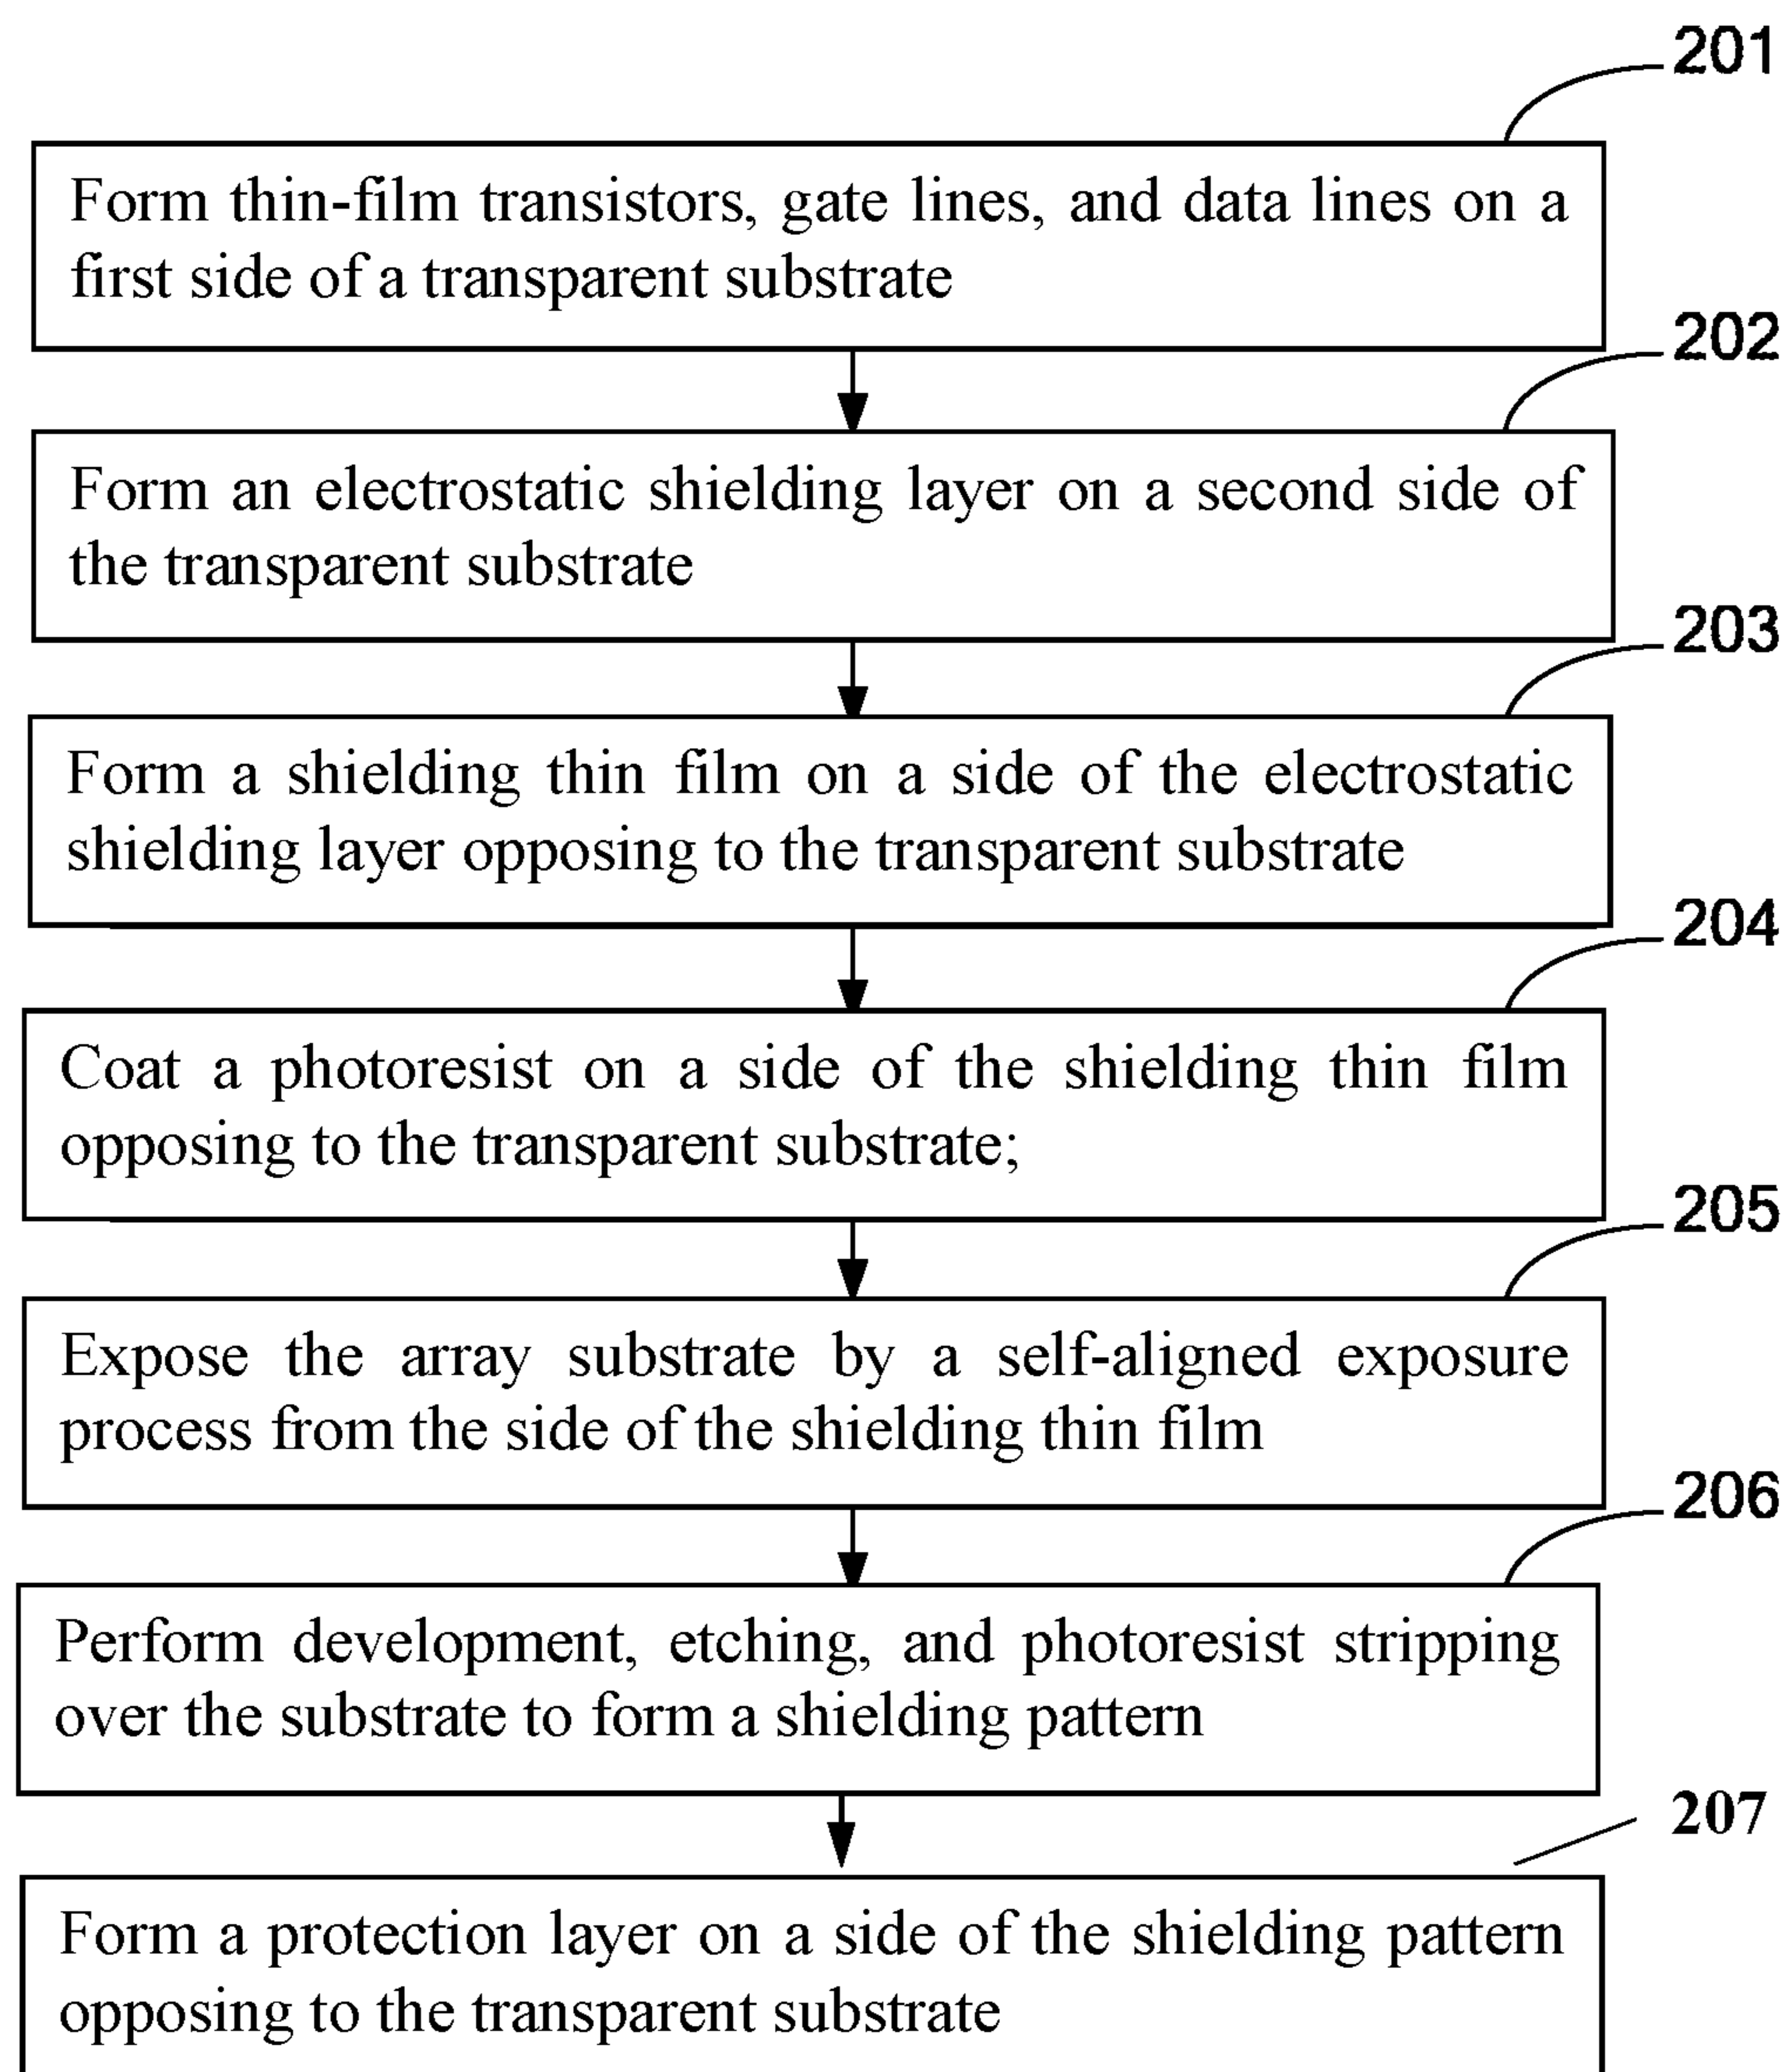 201
Form thin-film transistors, gate lines, and data lines on a
first side of a transparent substrate
202
Form an electrostatic shielding layer on a second side of
the transparent substrate
203
Form a shielding thin film on a side of the electrostatic
shielding layer opposing to the transparent substrate
204
Coat a photoresist on a side of the shielding thin film
opposing to the transparent substrate;
205
Expose the array substrate by a self-aligned exposure
process from the side of the shielding thin film
206
Perform development, etching, and photoresist stripping
over the substrate to form a shielding pattern
207
Form a protection layer on a side of the shielding pattern
opposing to the transparent substrate